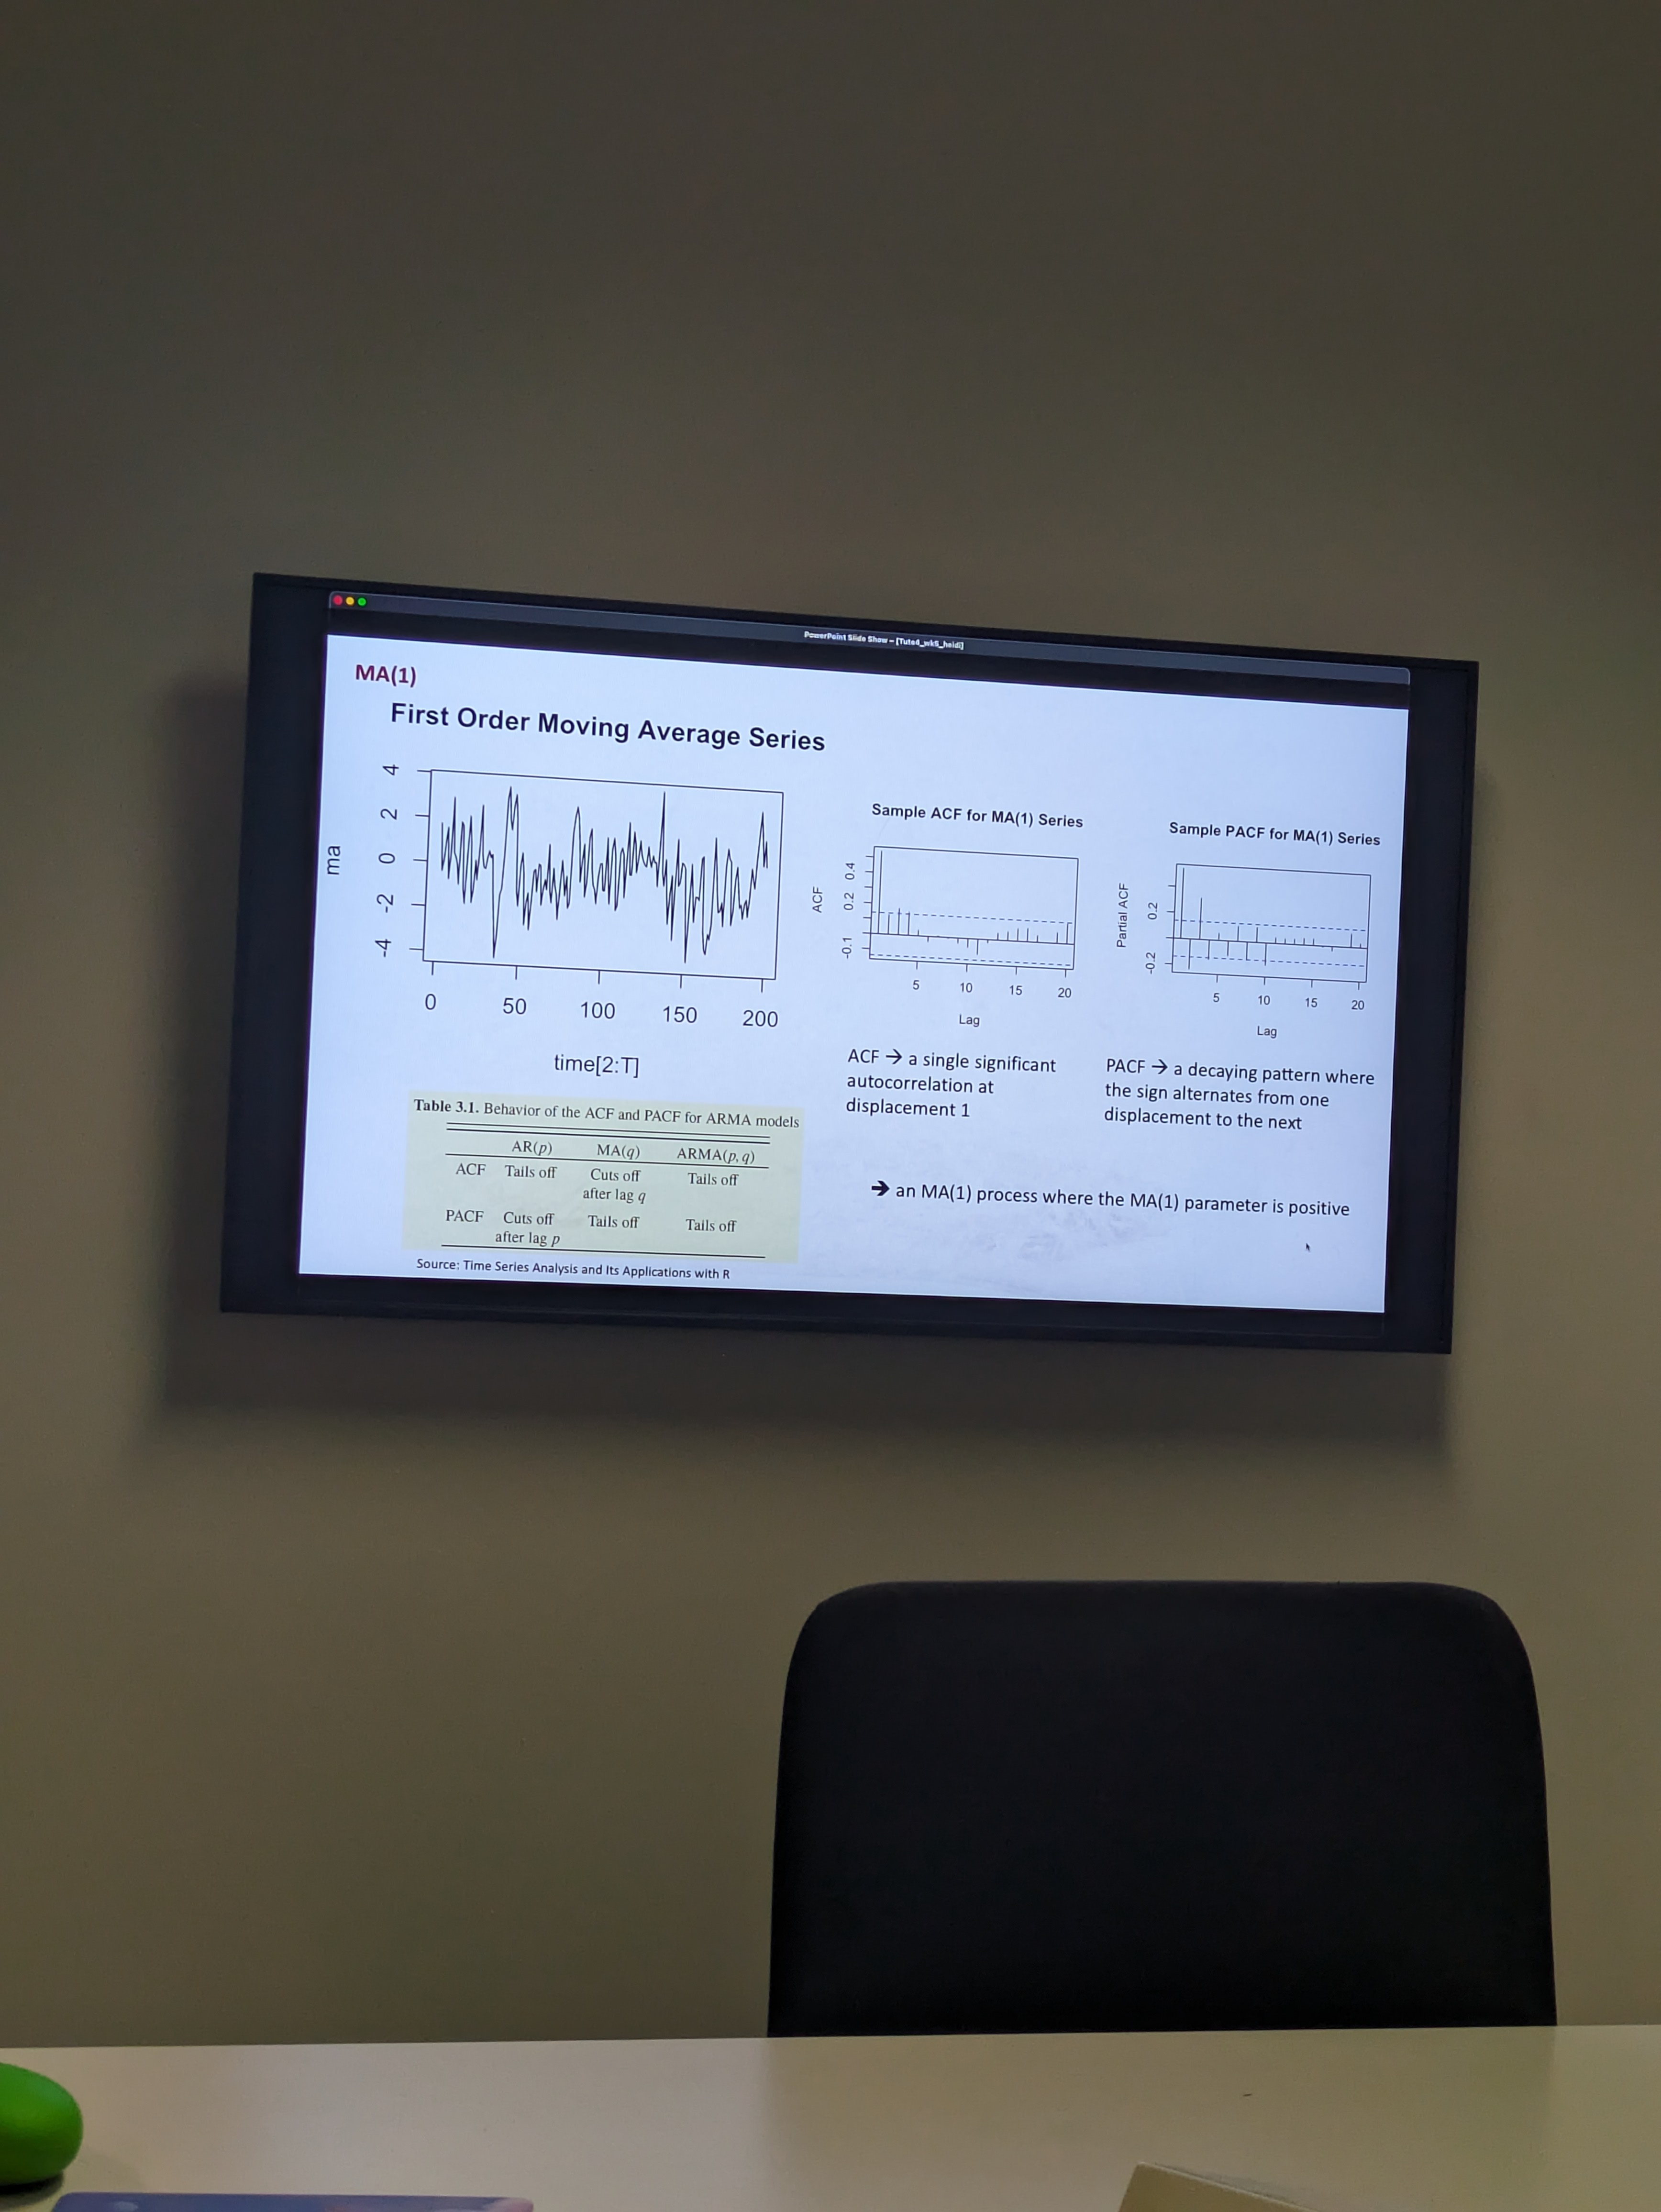 PowerPoint Slide Show – [Tute4_wk5_heidi]
MA(1)
First Order Moving Average Series
ma
4
2
0
-2
-4
0 50 100 150 200
time[2:T]
Sample ACF for MA(1) Series
ACF
0.4
0.2
-0.1
5 10 15 20
Lag
Sample PACF for MA(1) Series
Partial ACF
0.2
-0.2
5 10 15 20
Lag
ACF → a single significant
autocorrelation at
displacement 1
PACF → a decaying pattern where
the sign alternates from one
displacement to the next
➔ an MA(1) process where the MA(1) parameter is positive
Table 3.1. Behavior of the ACF and PACF for ARMA models
AR(p) MA(q) ARMA(p, q)
ACF Tails off Cuts off Tails off
after lag q
PACF Cuts off Tails off Tails off
after lag p
Source: Time Series Analysis and Its Applications with R